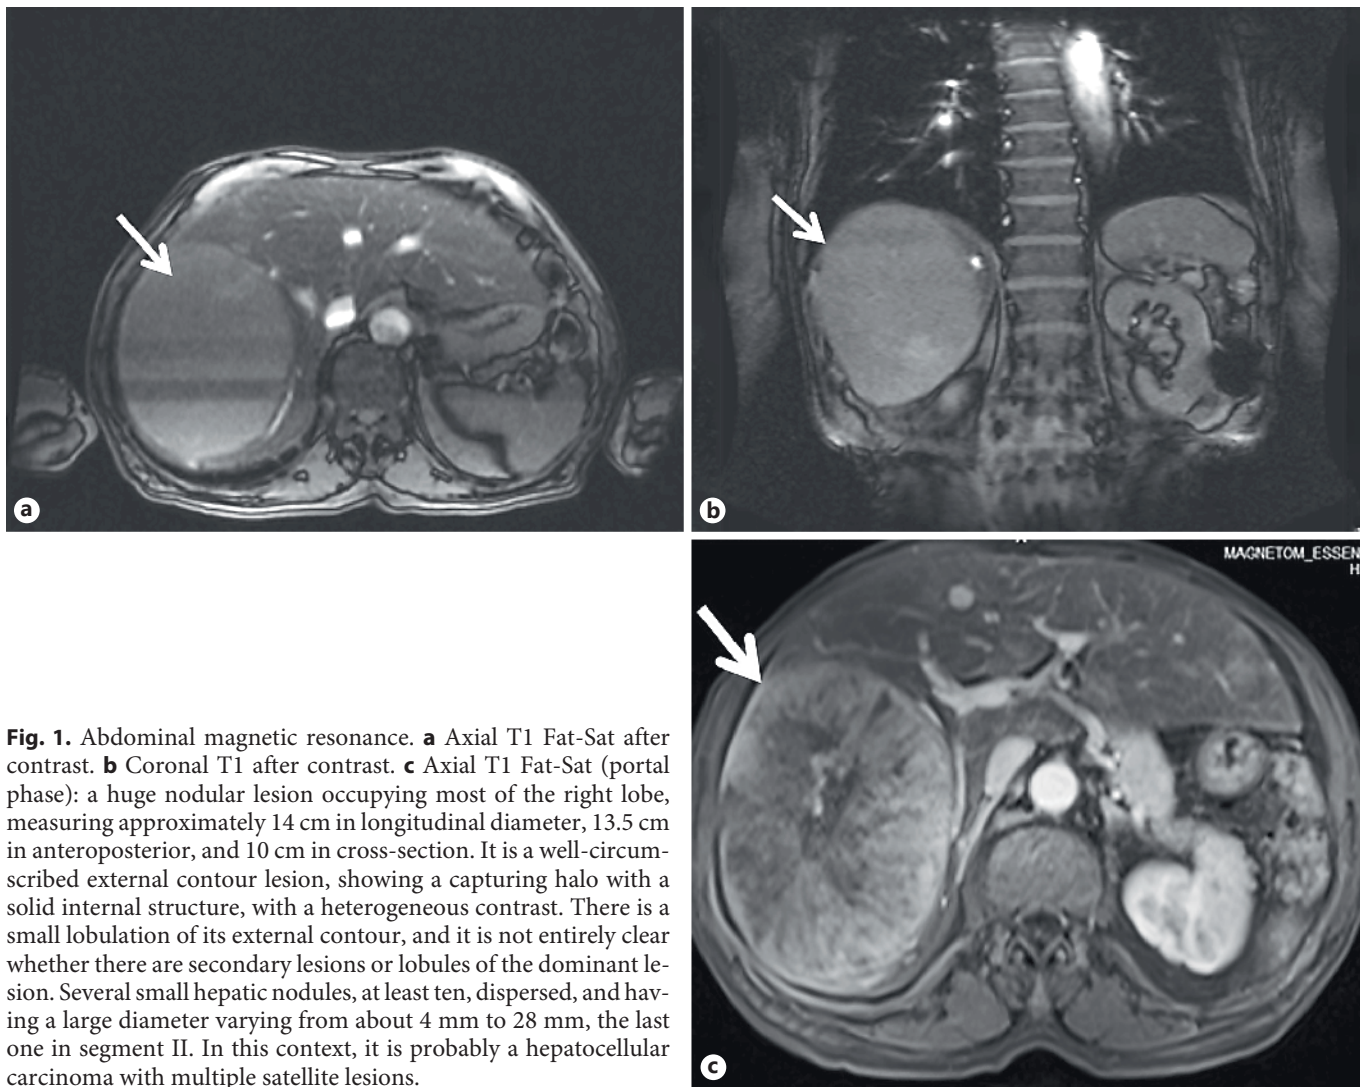 a
b
MAGNETOM_ESSEN
H
c
Fig. 1. Abdominal magnetic resonance. a Axial T1 Fat-Sat after
contrast. b Coronal T1 after contrast. c Axial T1 Fat-Sat (portal
phase): a huge nodular lesion occupying most of the right lobe,
measuring approximately 14 cm in longitudinal diameter, 13.5 cm
in anteroposterior, and 10 cm in cross-section. It is a well-circum-
scribed external contour lesion, showing a capturing halo with a
solid internal structure, with a heterogeneous contrast. There is a
small lobulation of its external contour, and it is not entirely clear
whether there are secondary lesions or lobules of the dominant le-
sion. Several small hepatic nodules, at least ten, dispersed, and hav-
ing a large diameter varying from about 4 mm to 28 mm, the last
one in segment II. In this context, it is probably a hepatocellular
carcinoma with multiple satellite lesions.